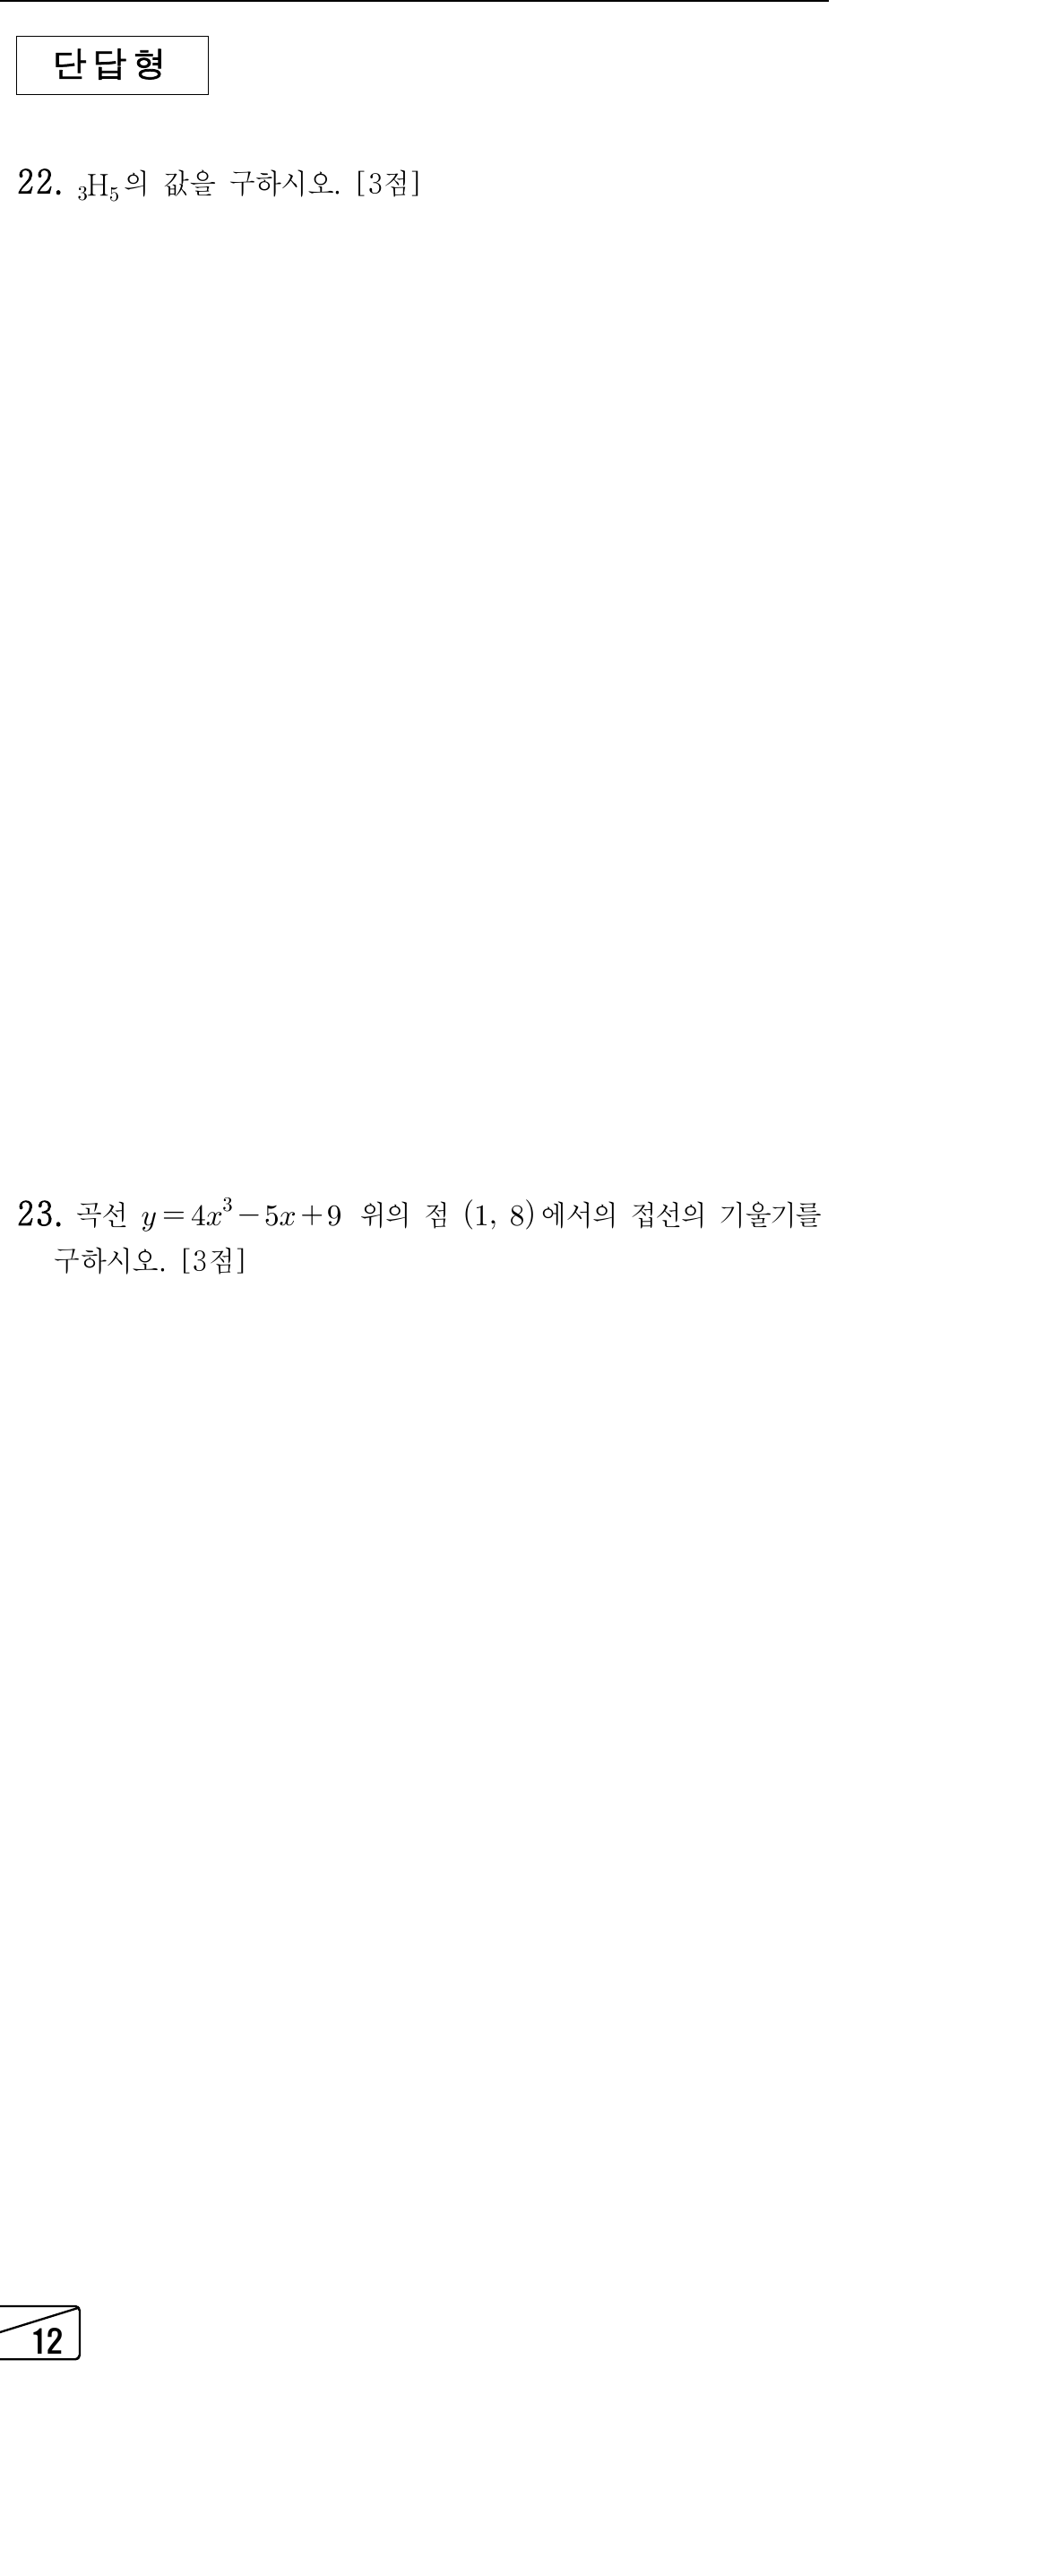 단답형
22. ₃H₅의 값을 구하시오. [3점]
23. 곡선 y=4x³-5x+9 위의 점 (1, 8)에서의 접선의 기울기를
구하시오. [3점]
12